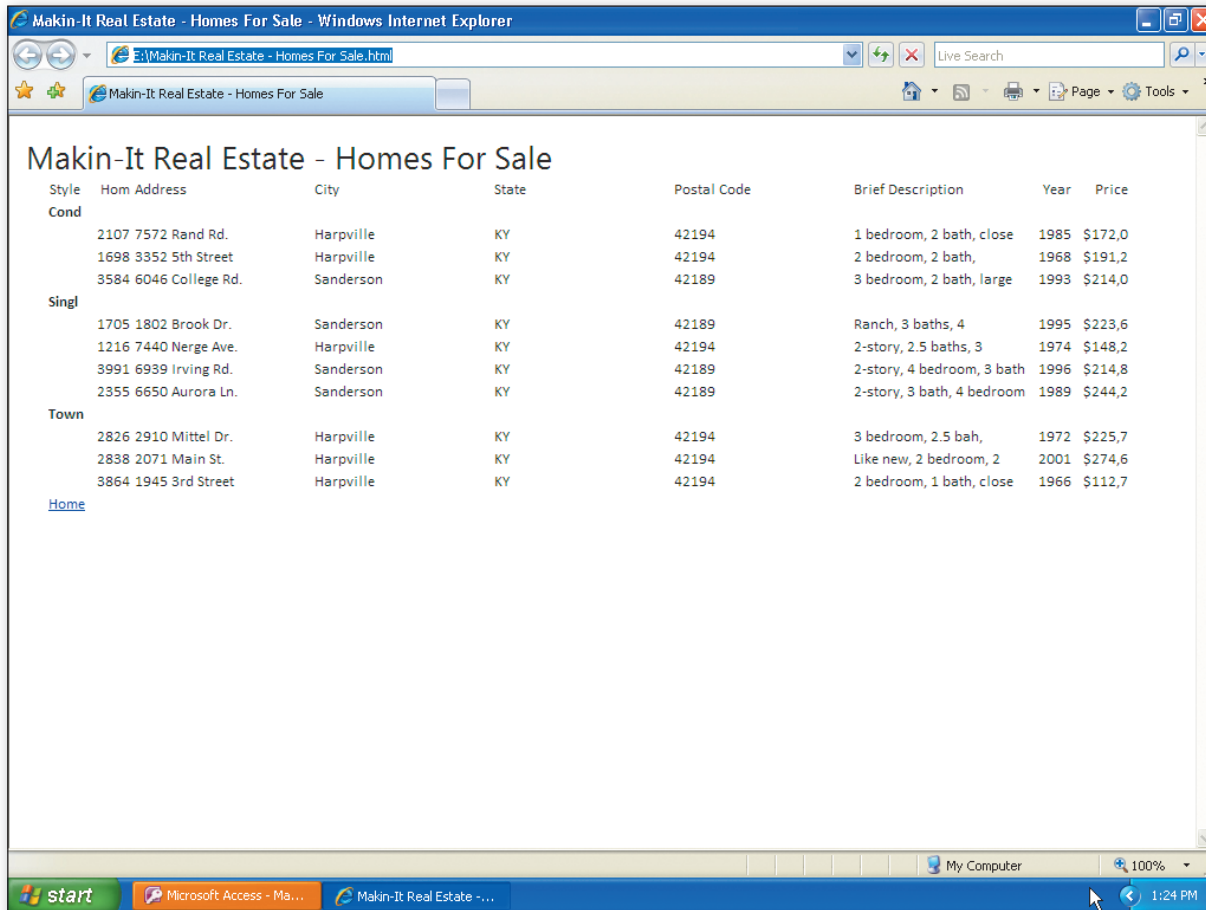 Makin-It Real Estate - Homes For Sale - Windows Internet Explorer
E:\Makin-It Real Estate - Homes For Sale.html Live Search
Makin-It Real Estate - Homes For Sale Page Tools
Makin-It Real Estate - Homes For Sale
Style Hom Address City State Postal Code Brief Description Year Price
Cond
2107 7572 Rand Rd. Harpville KY 42194 1 bedroom, 2 bath, close 1985 $172,0
1698 3352 5th Street Harpville KY 42194 2 bedroom, 2 bath, 1968 $191,2
3584 6046 College Rd. Sanderson KY 42189 3 bedroom, 2 bath, large 1993 $214,0
Singl
1705 1802 Brook Dr. Sanderson KY 42189 Ranch, 3 baths, 4 1995 $223,6
1216 7440 Nerge Ave. Harpville KY 42194 2-story, 2.5 baths, 3 1974 $148,2
3991 6939 Irving Rd. Sanderson KY 42189 2-story, 4 bedroom, 3 bath 1996 $214,8
2355 6650 Aurora Ln. Sanderson KY 42189 2-story, 3 bath, 4 bedroom 1989 $244,2
Town
2826 2910 Mittel Dr. Harpville KY 42194 3 bedroom, 2.5 bah, 1972 $225,7
2838 2071 Main St. Harpville KY 42194 Like new, 2 bedroom, 2 2001 $274,6
3864 1945 3rd Street Harpville KY 42194 2 bedroom, 1 bath, close 1966 $112,7
Home
My Computer 100%
start Microsoft Access - Ma... Makin-It Real Estate -... 1:24 PM